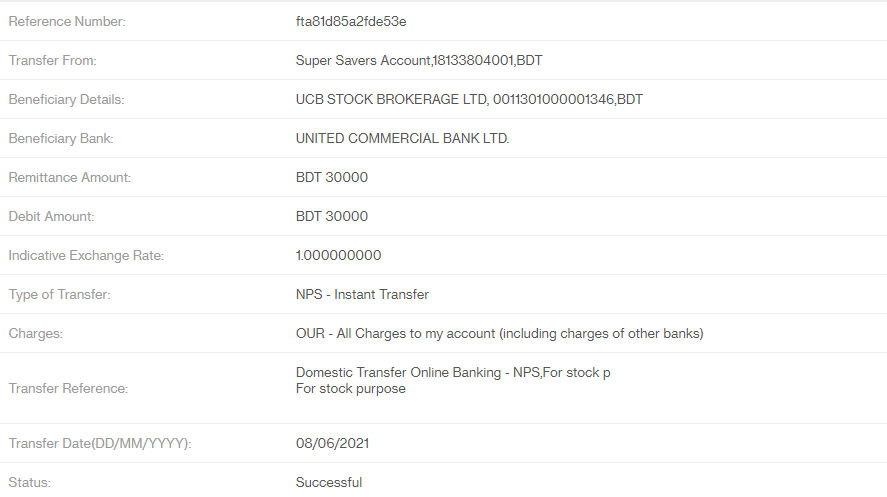 Reference Number: fta81d85a2fde53e
Transfer From: Super Savers Account,18133804001,BDT
Beneficiary Details: UCB STOCK BROKERAGE LTD, 0011301000001346,BDT
Beneficiary Bank: UNITED COMMERCIAL BANK LTD.
Remittance Amount: BDT 30000
Debit Amount: BDT 30000
Indicative Exchange Rate: 1.000000000
Type of Transfer: NPS - Instant Transfer
Charges: OUR - All Charges to my account (including charges of other banks)
Domestic Transfer Online Banking - NPS,For stock p
Transfer Reference: For stock purpose
Transfer Date(DD/MM/YYYY): 08/06/2021
Status: Successful